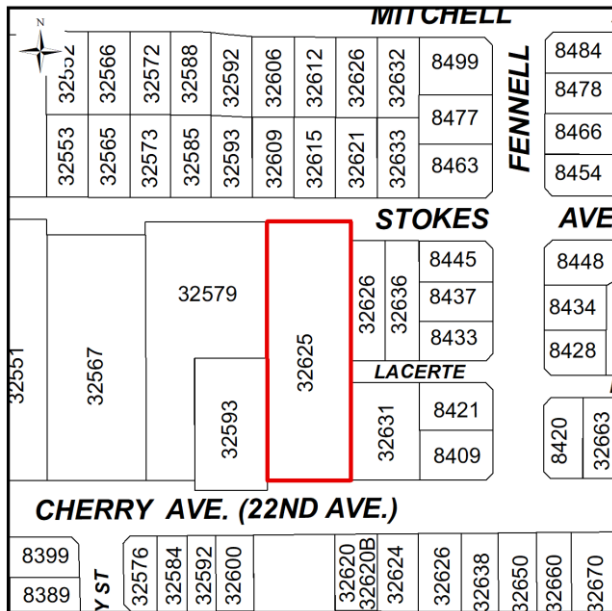 MITCHELL
N
32552 32566 32572 32588 32592 32606 32612 32626 32632 8499 8484
8477 8478
32553 32565 32573 32585 32593 32609 32615 32621 32633 8463 8466
8454
FENNELL
STOKES AVE
32579 8445 8448
32626 32636 8437 8434
32625 8433 8428
32551 32567 LACERTE
32593 32631 8421 8420 32663
8409
CHERRY AVE. (22ND AVE.)
8399 32576 32584 32592 32600 32620 32620B 32624 32626 32638 32650 32660 32670
8389 Y ST